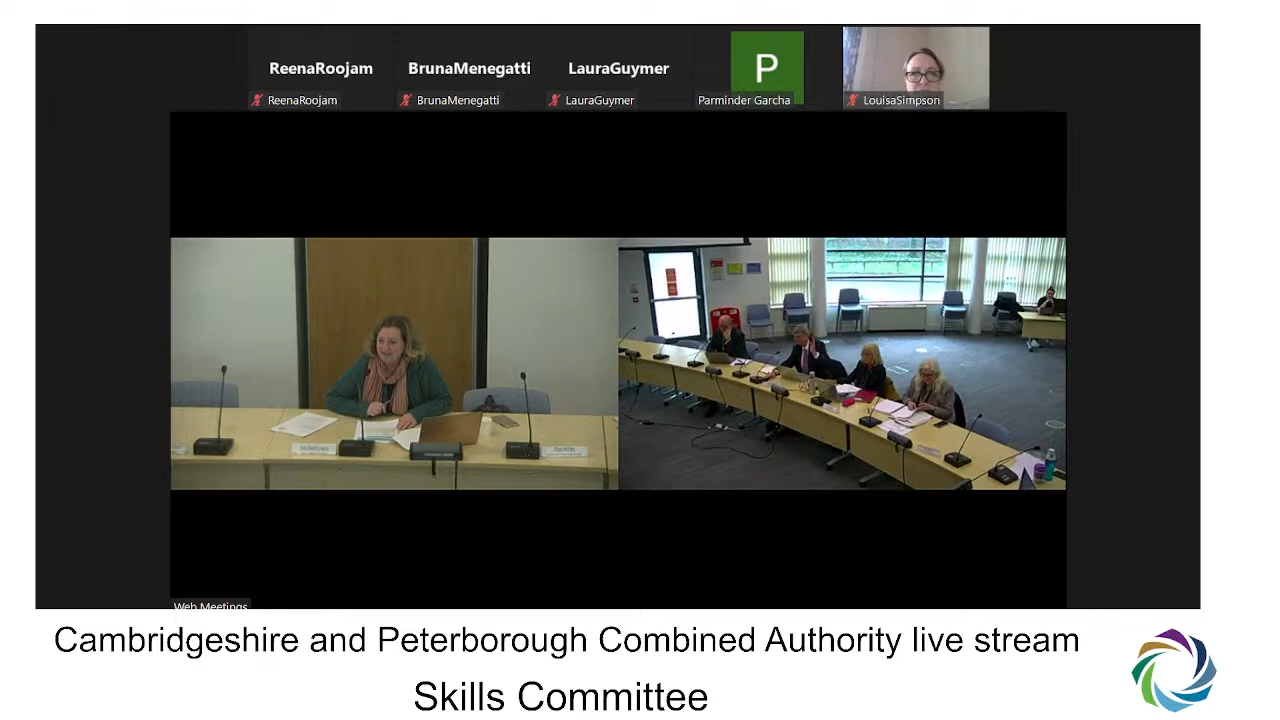 ReenaRoojam
BrunaMenegatti
LauraGuymer
P
ReenaRoojam
BrunaMenegatti
LauraGuymer
Parminder Garcha
LouisaSimpson
Web Meetings
Cambridgeshire and Peterborough Combined Authority live stream
Skills Committee